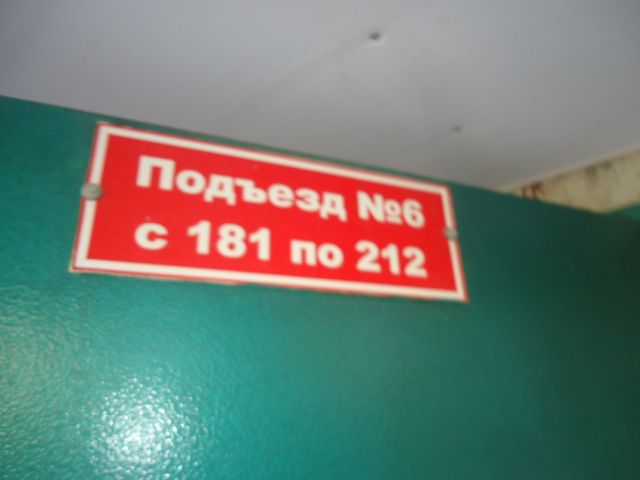 Подъезд №6
с 181 по 212